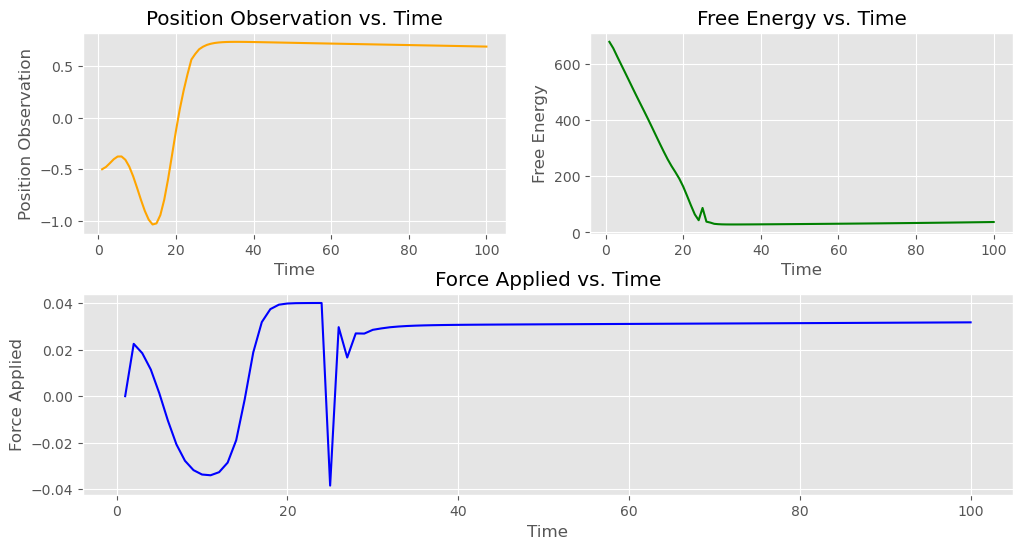 Position Observation vs. Time
Position Observation
0.5
0.0
−0.5
−1.0
0 20 40 60 80 100
Time
Free Energy vs. Time
Free Energy
600
400
200
0
0 20 40 60 80 100
Time
Force Applied vs. Time
Force Applied
0.04
0.02
0.00
−0.02
−0.04
0 20 40 60 80 100
Time